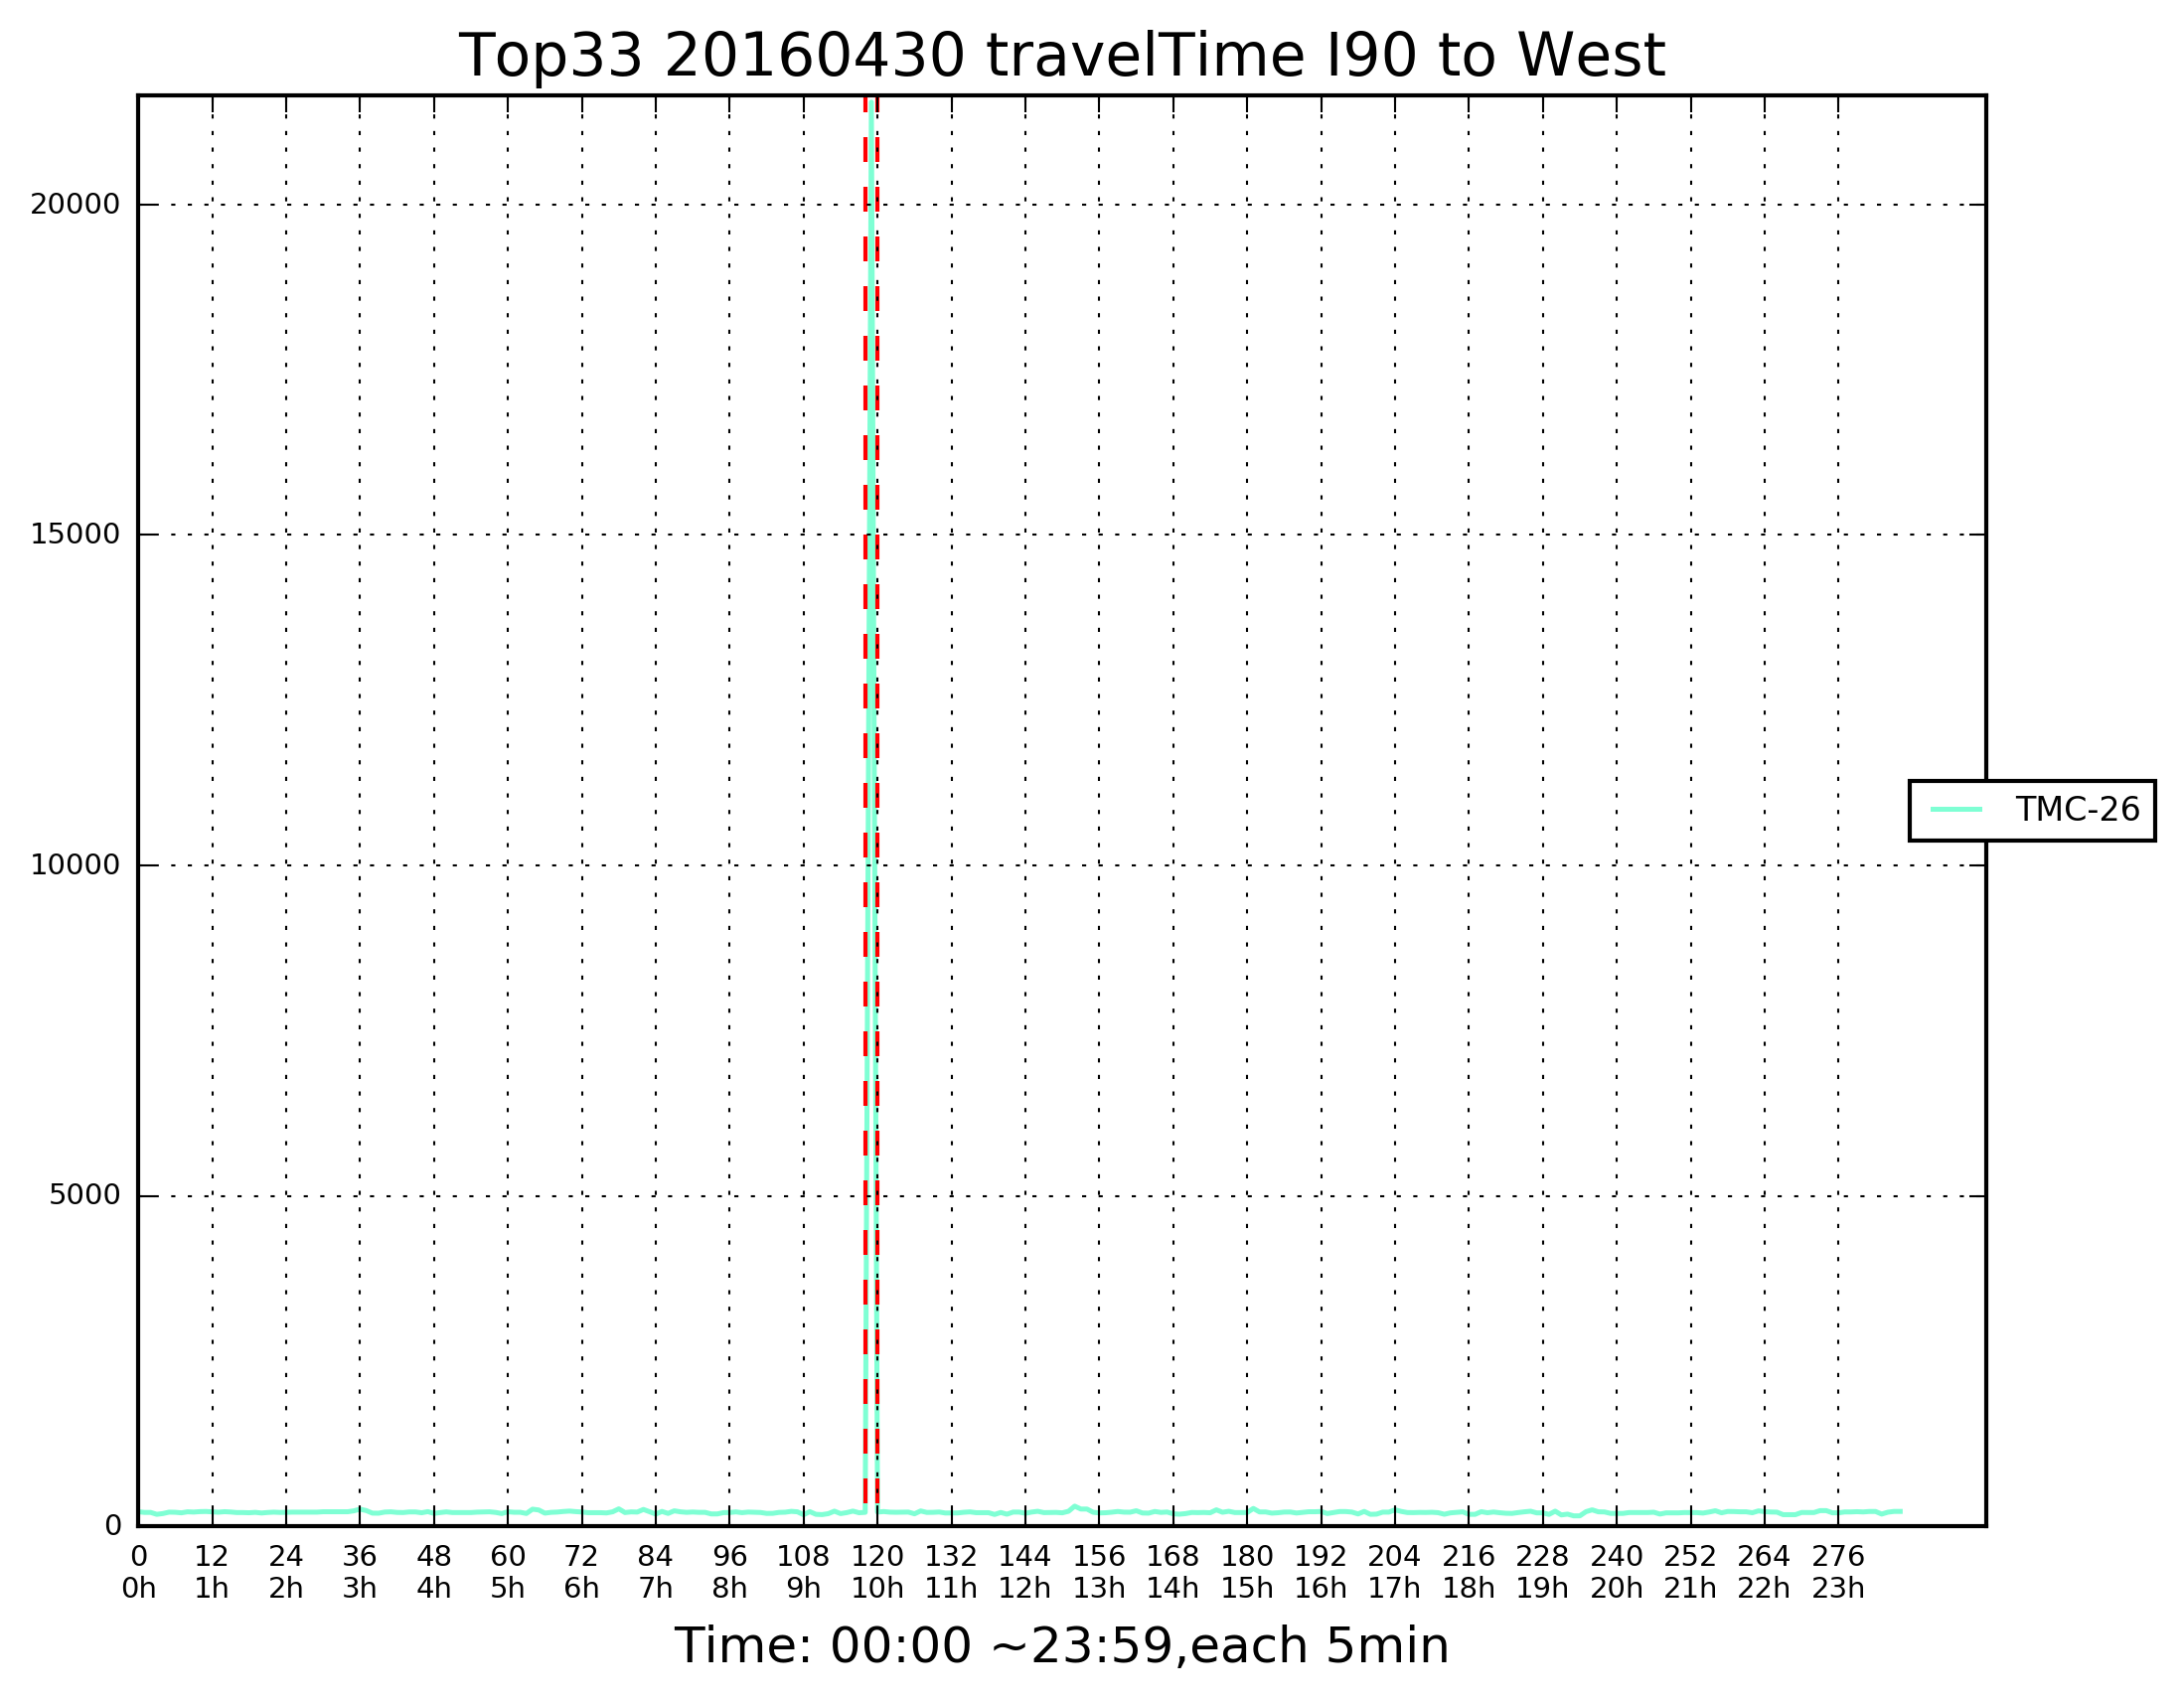 Top33 20160430 travelTime I90 to West
20000
15000
10000
5000
0
TMC-26
0 12 24 36 48 60 72 84 96 108 120 132 144 156 168 180 192 204 216 228 240 252 264 276
0h 1h 2h 3h 4h 5h 6h 7h 8h 9h 10h 11h 12h 13h 14h 15h 16h 17h 18h 19h 20h 21h 22h 23h
Time: 00:00 ~23:59,each 5min